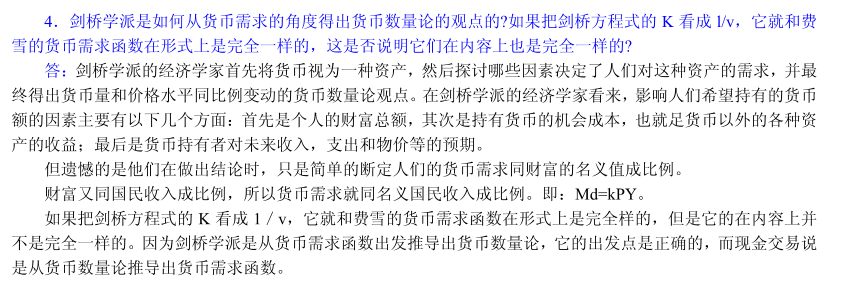 4．剑桥学派是如何从货币需求的角度得出货币数量论的观点的?如果把剑桥方程式的 K 看成 l/v，它就和费
雪的货币需求函数在形式上是完全一样的，这是否说明它们在内容上也是完全一样的?
答：剑桥学派的经济学家首先将货币视为一种资产，然后探讨哪些因素决定了人们对这种资产的需求，并最
终得出货币量和价格水平同比例变动的货币数量论观点。在剑桥学派的经济学家看来，影响人们希望持有的货币
额的因素主要有以下几个方面：首先是个人的财富总额，其次是持有货币的机会成本，也就足货币以外的各种资
产的收益；最后是货币持有者对未来收入，支出和物价等的预期。
但遗憾的是他们在做出结论时，只是简单的断定人们的货币需求同财富的名义值成比例。
财富又同国民收入成比例，所以货币需求就同名义国民收入成比例。即：Md=kPY。
如果把剑桥方程式的 K 看成 1／v，它就和费雪的货币需求函数在形式上是完全样的，但是它的在内容上并
不是完全一样的。因为剑桥学派是从货币需求函数出发推导出货币数量论，它的出发点是正确的，而现金交易说
是从货币数量论推导出货币需求函数。